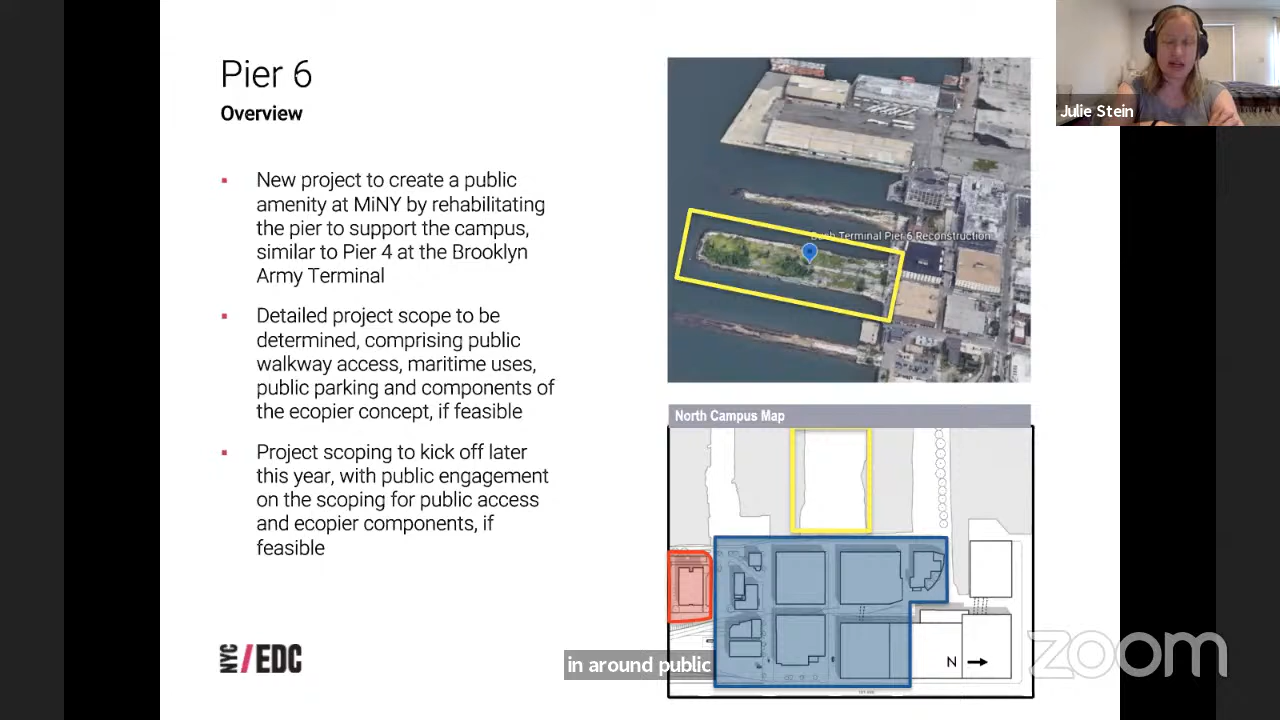 Pier 6
Overview
▪ New project to create a public
amenity at MiNY by rehabilitating
the pier to support the campus,
similar to Pier 4 at the Brooklyn
Army Terminal
▪ Detailed project scope to be
determined, comprising public
walkway access, maritime uses,
public parking and components of
the ecopier concept, if feasible
▪ Project scoping to kick off later
this year, with public engagement
on the scoping for public access
and ecopier components, if
feasible
NYC/EDC
Terminal Pier 6 Reconstruction
North Campus Map
N
in around public
Julie Stein
zoom